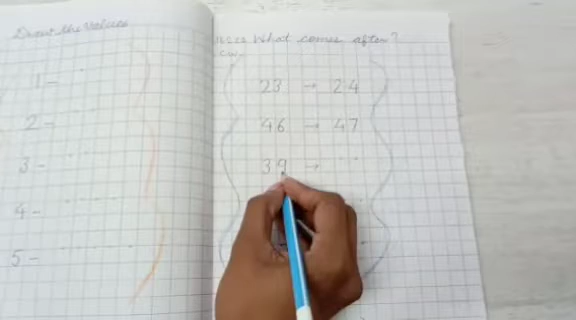 Draw the Values
1 -
2 -
3 -
4 -
5 -
What comes after?
23 → 24
46 → 47
39 →